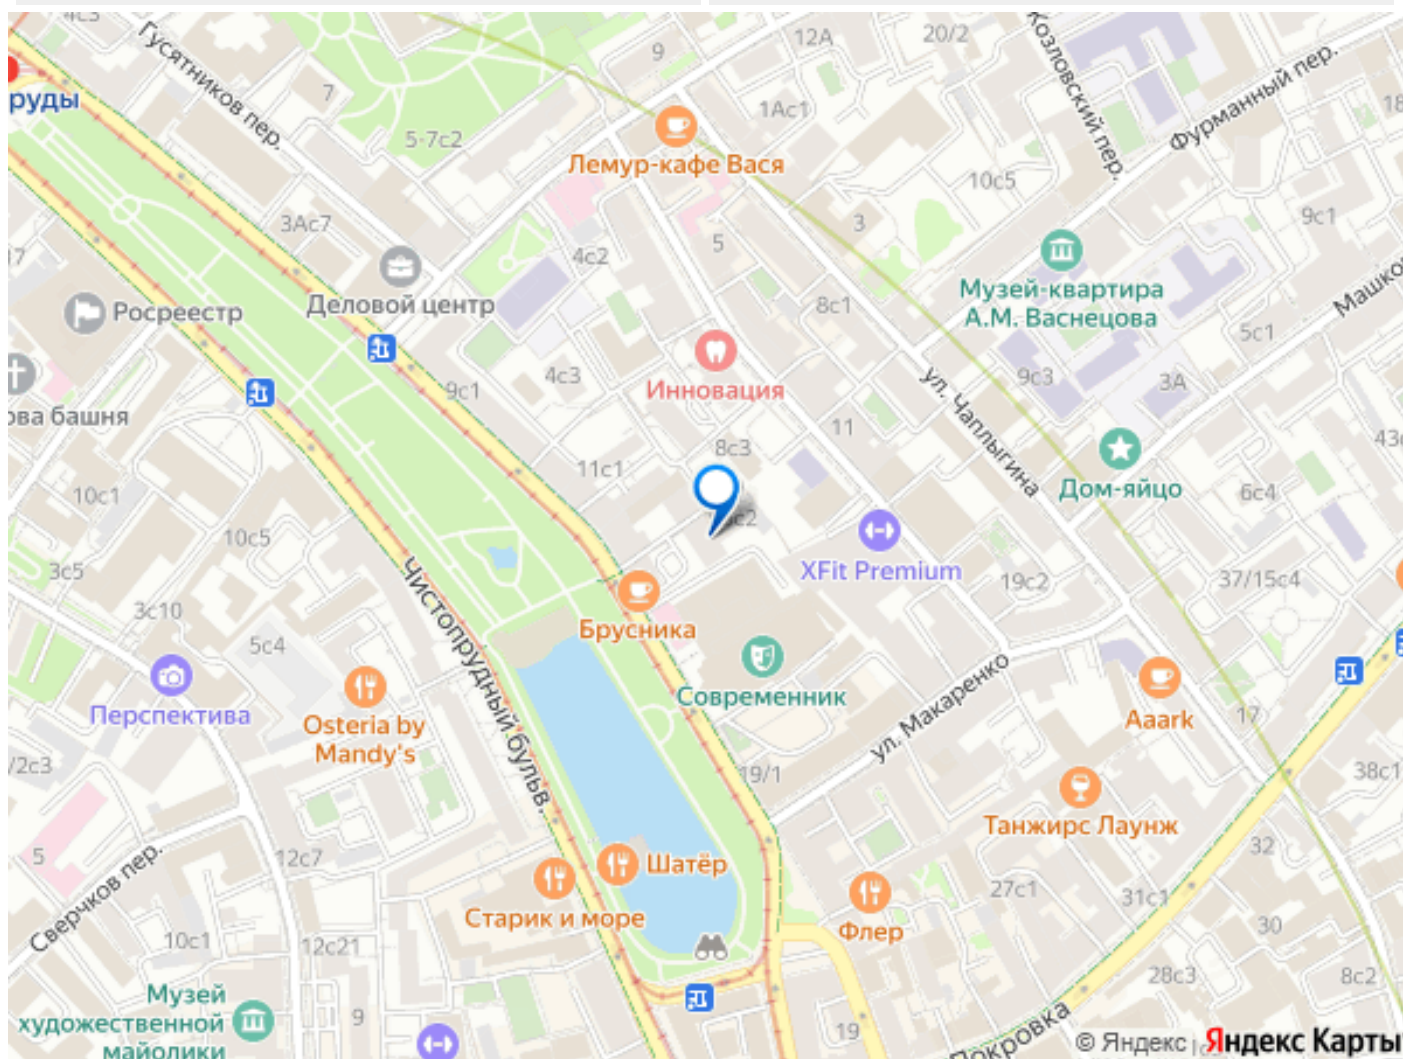 4с3
Гусятников пер.
9
12А
20/2
Козловский пер.
руды
7
5-7с2
1Ас1
Фурманный пер.
18
Лемур-кафе Вася
10с5
9с1
3Ас7
4с2
5
3
17
Росреестр
Деловой центр
8с1
Музей-квартира
А.М. Васнецова
Машко
5с1
Инновация
9с1
4с3
9с3
3А
ова башня
ул. Чаплыгина
11
8с3
11с1
43
10с1
Дом-яйцо
6с4
10с5
XFit Premium
3с5
3с10
19с2
37/15с4
Чистопрудный бульв.
5с4
Брусника
Перспектива
Osteria by
Mandy's
Современник
ул. Макаренко
Aaark
17
/2с3
19/1
38с1
Танжирс Лаунж
5
12с7
Шатёр
32
Сверчков пер.
Старик и море
27с1
31с1
10с1
12с21
Флер
30
28с3
8с2
Музей
художественной
майолики
9
19
Покровка
© Яндекс
Яндекс Карты